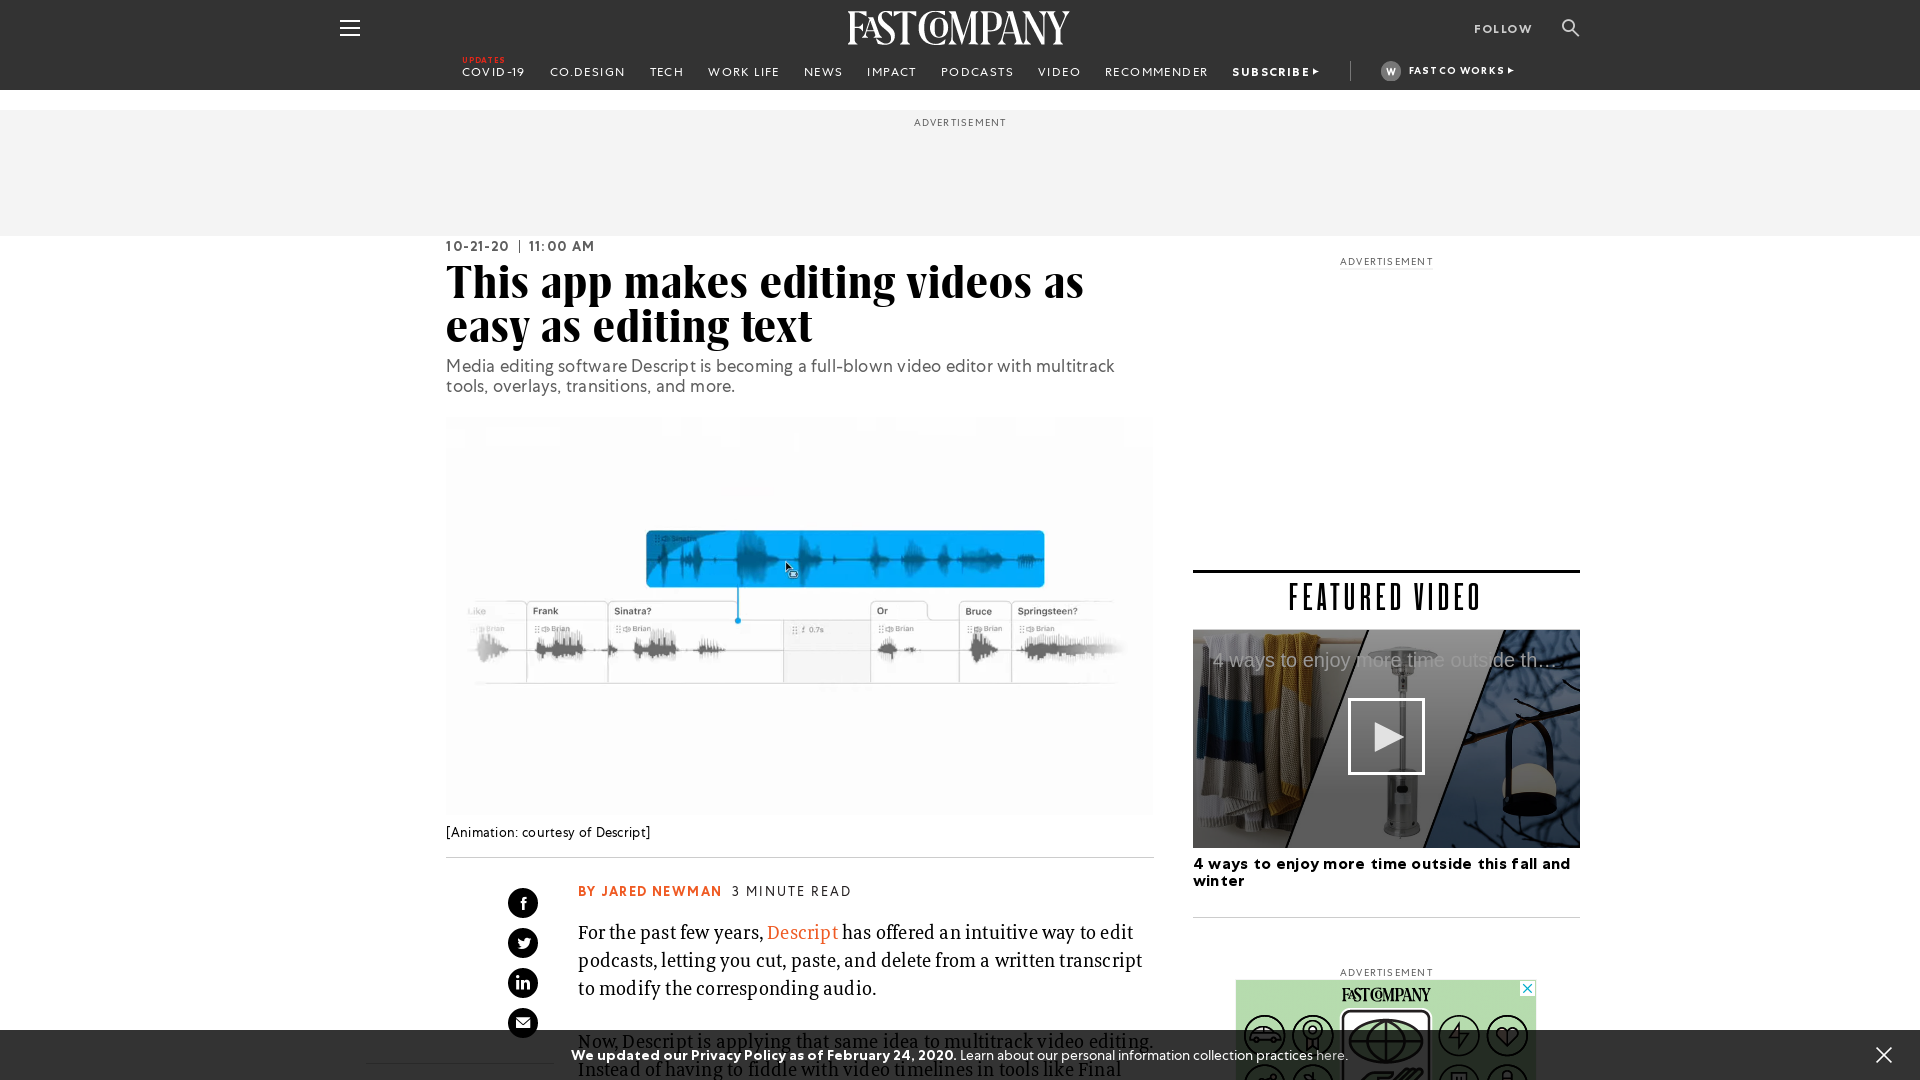 FAST COMPANY
FOLLOW
UPDATES
COVID-19 CO.DESIGN TECH WORK LIFE NEWS IMPACT PODCASTS VIDEO RECOMMENDER SUBSCRIBE
W FASTCO WORKS
ADVERTISEMENT
10-21-20 | 11:00 AM
This app makes editing videos as
easy as editing text
Media editing software Descript is becoming a full-blown video editor with multitrack
tools, overlays, transitions, and more.
Like Frank Sinatra? Or Bruce Springsteen?
Brian Brian Brian ƒ 0.7s Brian Brian Brian
[Animation: courtesy of Descript]
BY JARED NEWMAN 3 MINUTE READ
For the past few years, Descript has offered an intuitive way to edit
podcasts, letting you cut, paste, and delete from a written transcript
to modify the corresponding audio.
Now, Descript is applying that same idea to multitrack video editing.
Instead of having to fiddle with video timelines in tools like Final
ADVERTISEMENT
FEATURED VIDEO
4 ways to enjoy more time outside th...
4 ways to enjoy more time outside this fall and
winter
ADVERTISEMENT
FAST COMPANY
We updated our Privacy Policy as of February 24, 2020. Learn about our personal information collection practices here.